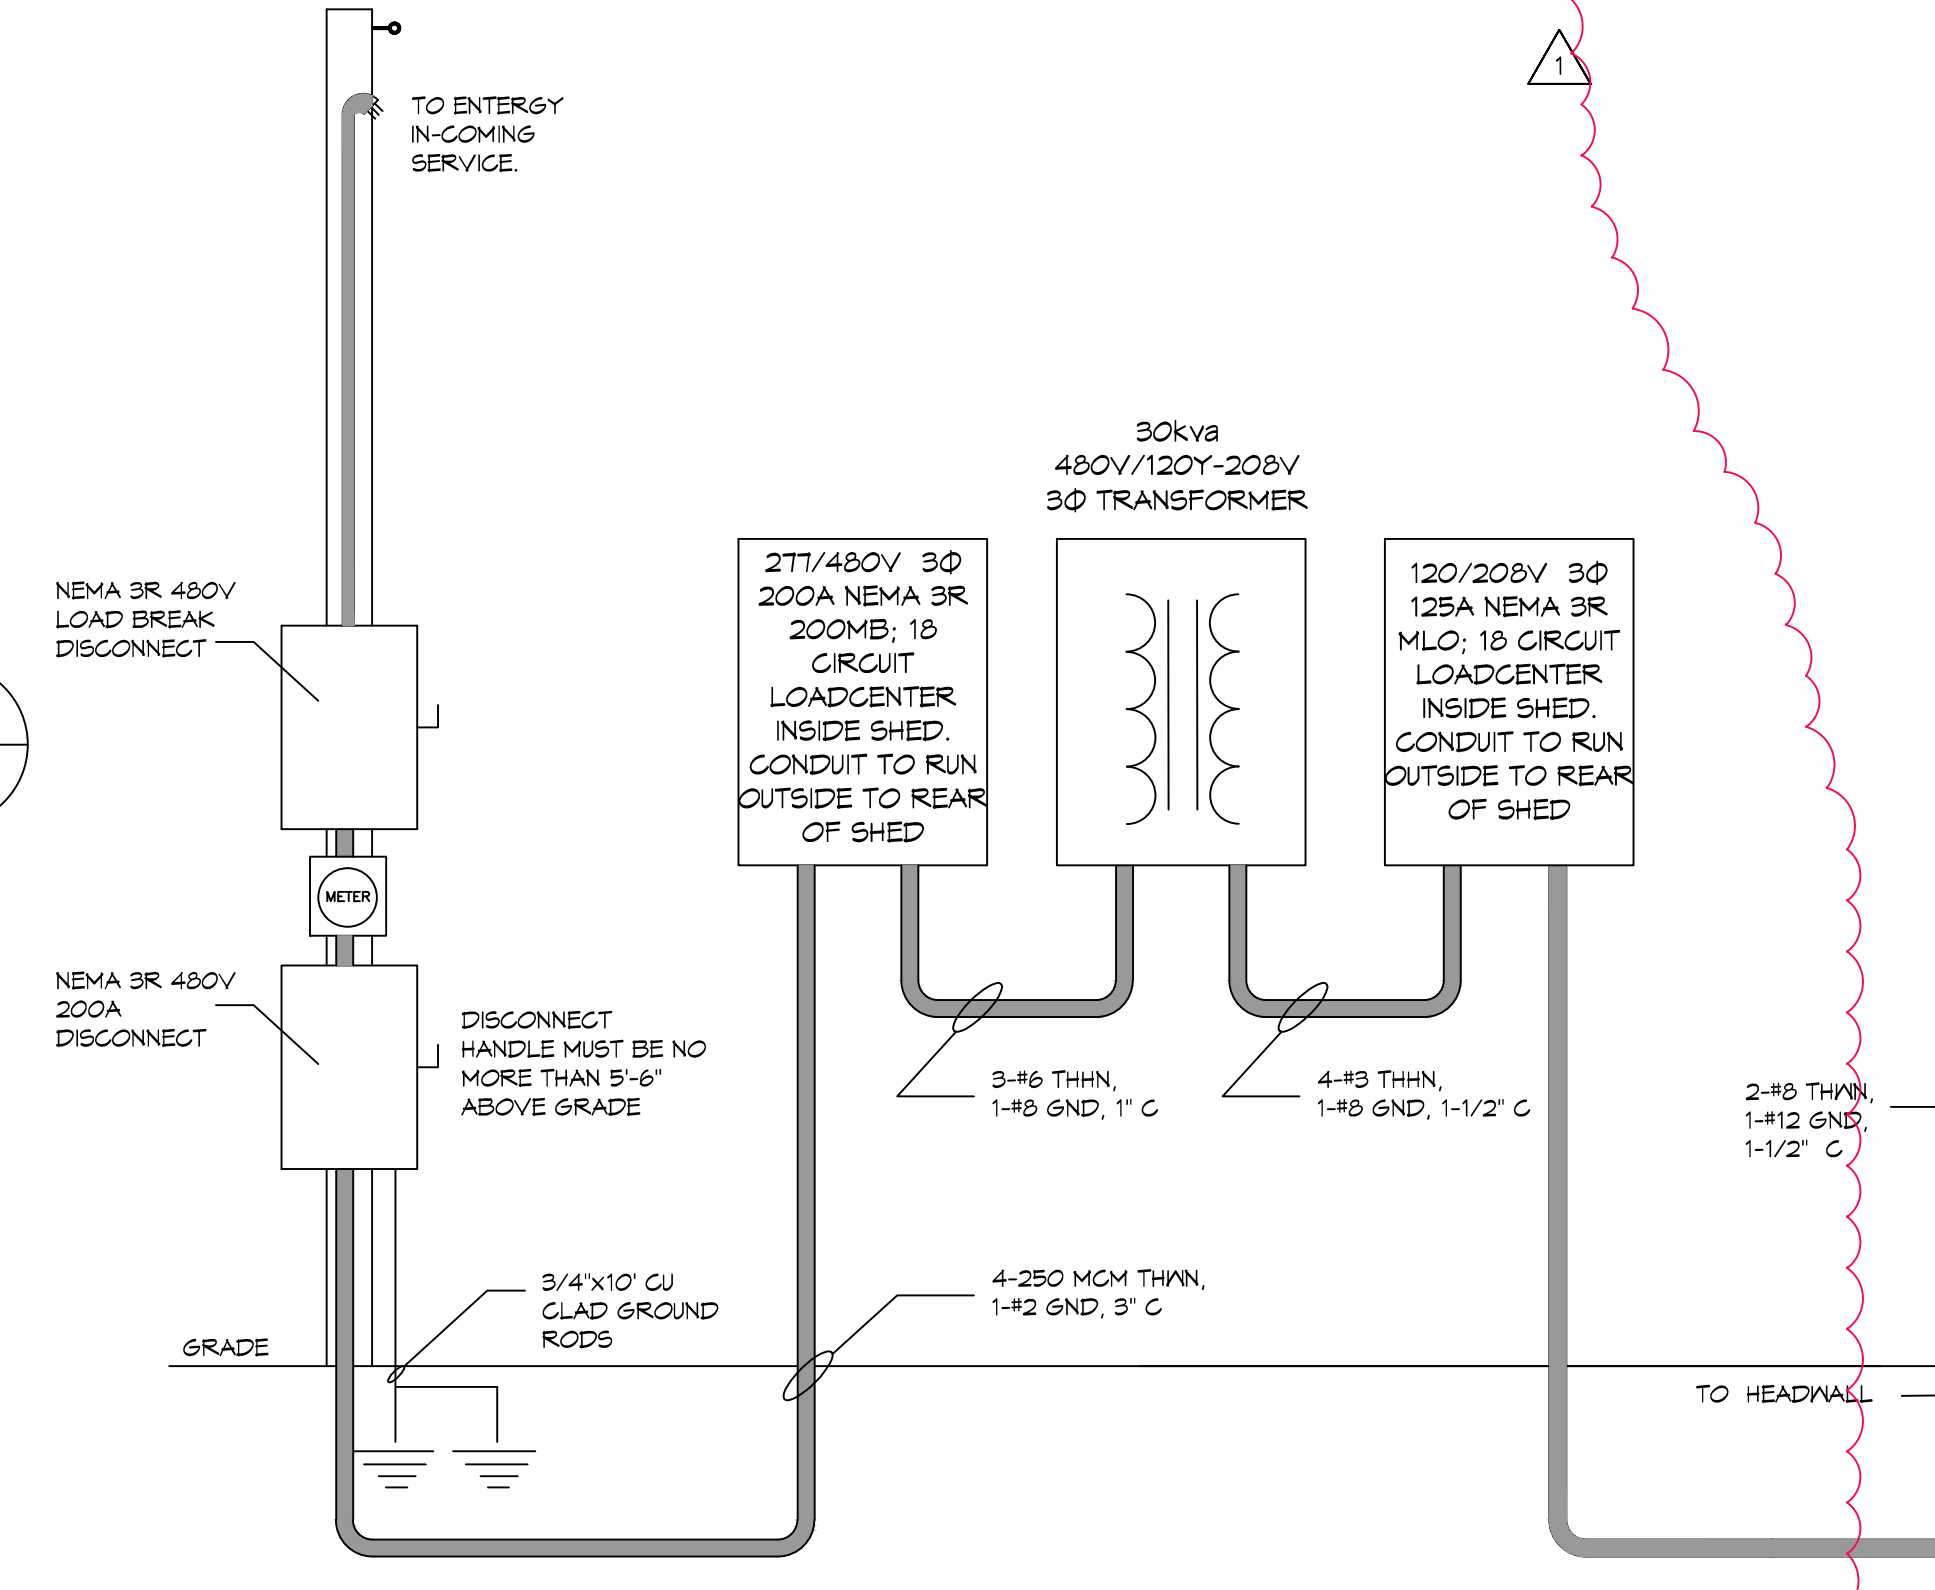 1
TO ENTERGY
IN-COMING
SERVICE.
30kva
480V/120Y-208V
3Φ TRANSFORMER
NEMA 3R 480V
LOAD BREAK
DISCONNECT
277/480V 3Φ
200A NEMA 3R
200MB; 18
CIRCUIT
LOADCENTER
INSIDE SHED.
CONDUIT TO RUN
OUTSIDE TO REAR
OF SHED
120/208V 3Φ
125A NEMA 3R
MLO; 18 CIRCUIT
LOADCENTER
INSIDE SHED.
CONDUIT TO RUN
OUTSIDE TO REAR
OF SHED
METER
NEMA 3R 480V
200A
DISCONNECT
DISCONNECT
HANDLE MUST BE NO
MORE THAN 5'-6"
ABOVE GRADE
3-#6 THHN,
1-#8 GND, 1" C
4-#3 THHN,
1-#8 GND, 1-1/2" C
2-#8 THWN,
1-#12 GND,
1-1/2" C
3/4"x10' CU
CLAD GROUND
RODS
4-250 MCM THWN,
1-#2 GND, 3" C
GRADE
TO HEADWALL